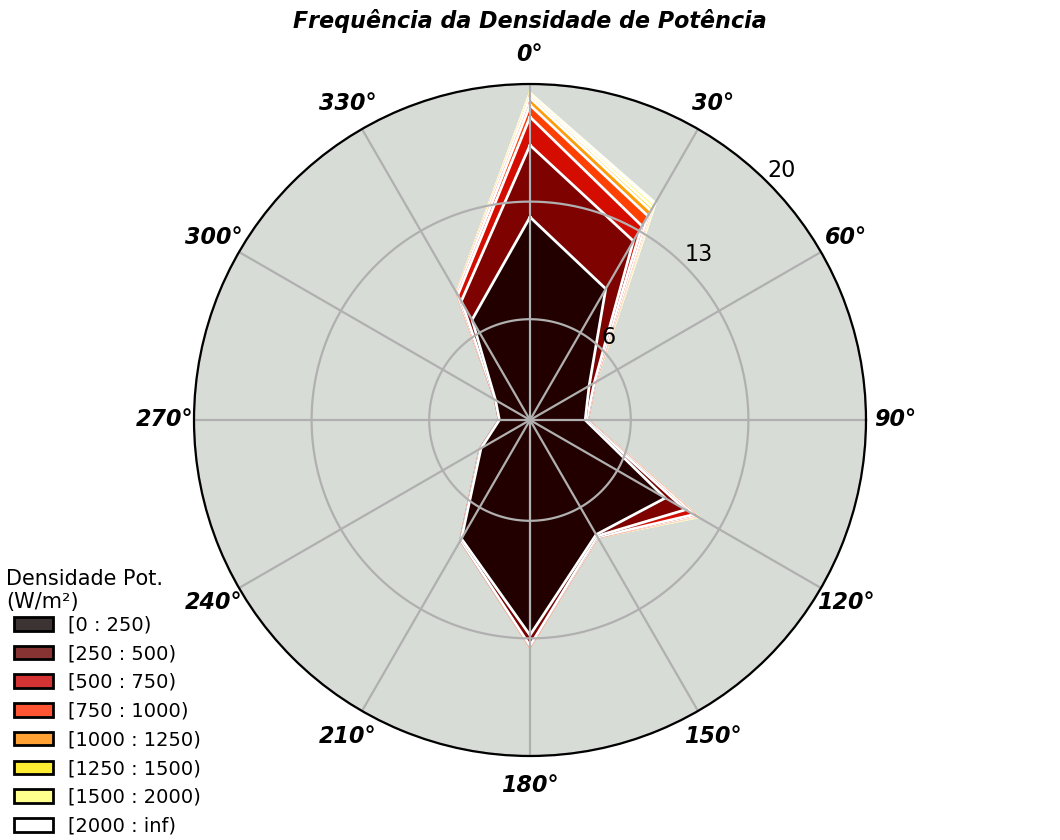 Frequência da Densidade de Potência
0°
330°
30°
20
300°
60°
13
6
270°
90°
240°
120°
210°
150°
180°
Densidade Pot.
(W/m²)
[0 : 250)
[250 : 500)
[500 : 750)
[750 : 1000)
[1000 : 1250)
[1250 : 1500)
[1500 : 2000)
[2000 : inf)